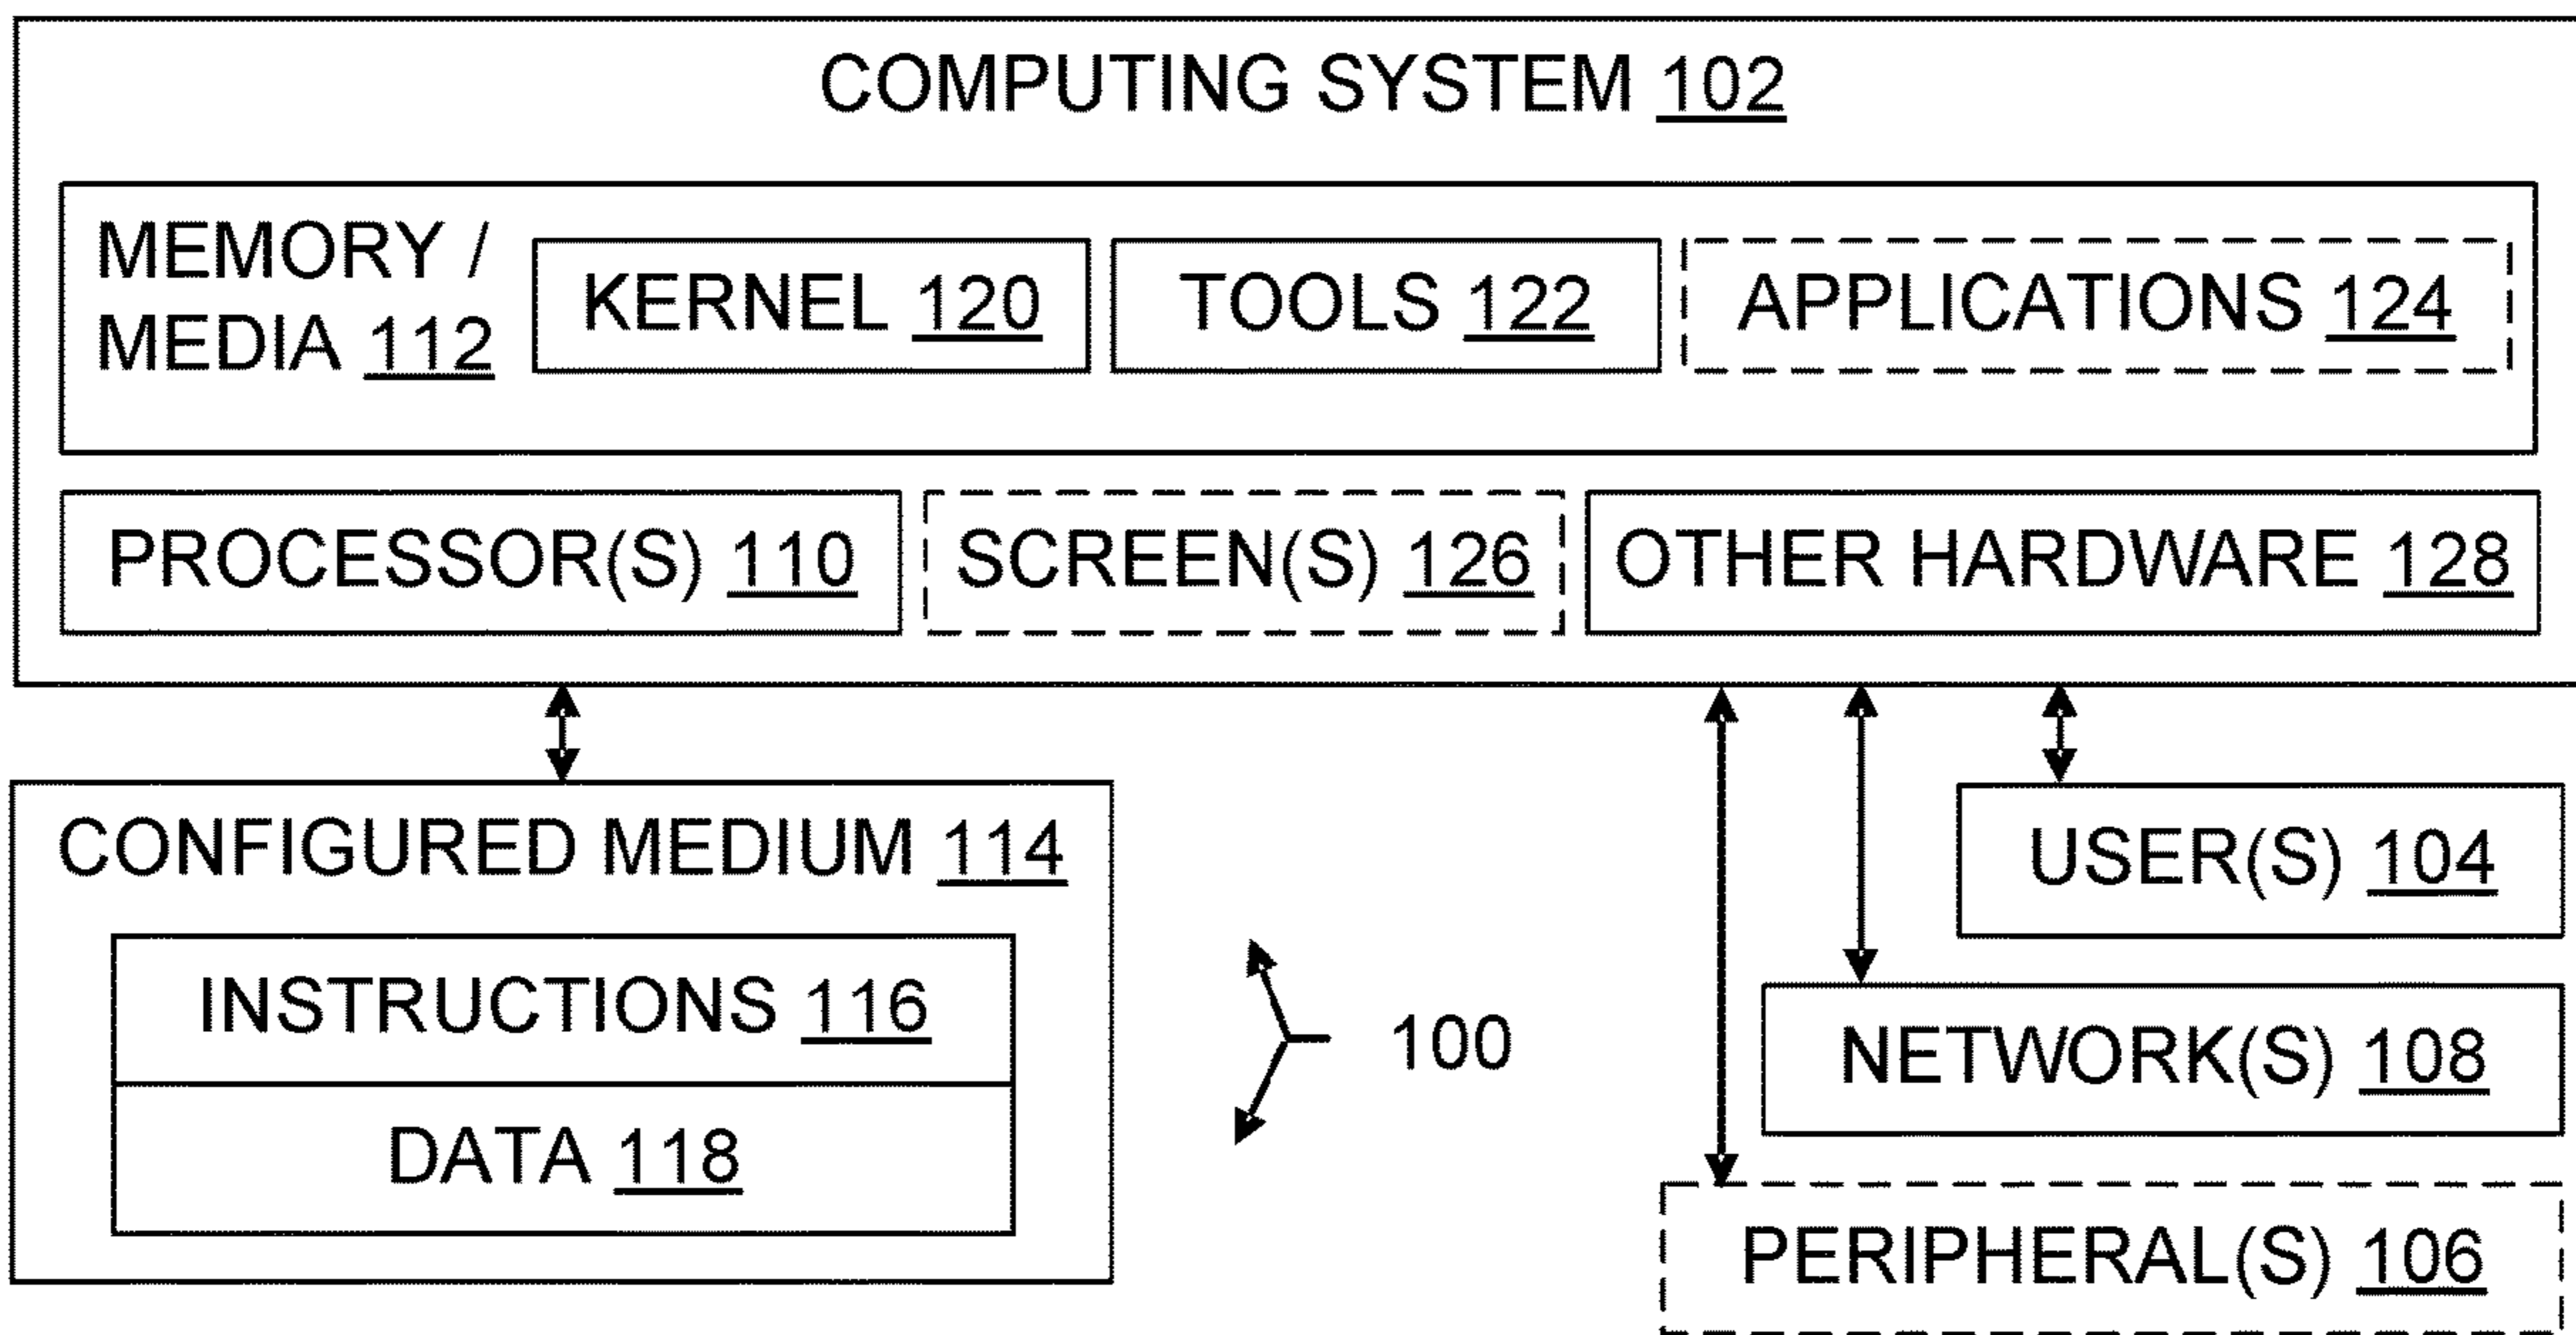 COMPUTING SYSTEM 102
MEMORY /
MEDIA 112
KERNEL 120
TOOLS 122
APPLICATIONS 124
PROCESSOR(S) 110
SCREEN(S) 126
OTHER HARDWARE 128
CONFIGURED MEDIUM 114
INSTRUCTIONS 116
DATA 118
100
USER(S) 104
NETWORK(S) 108
PERIPHERAL(S) 106